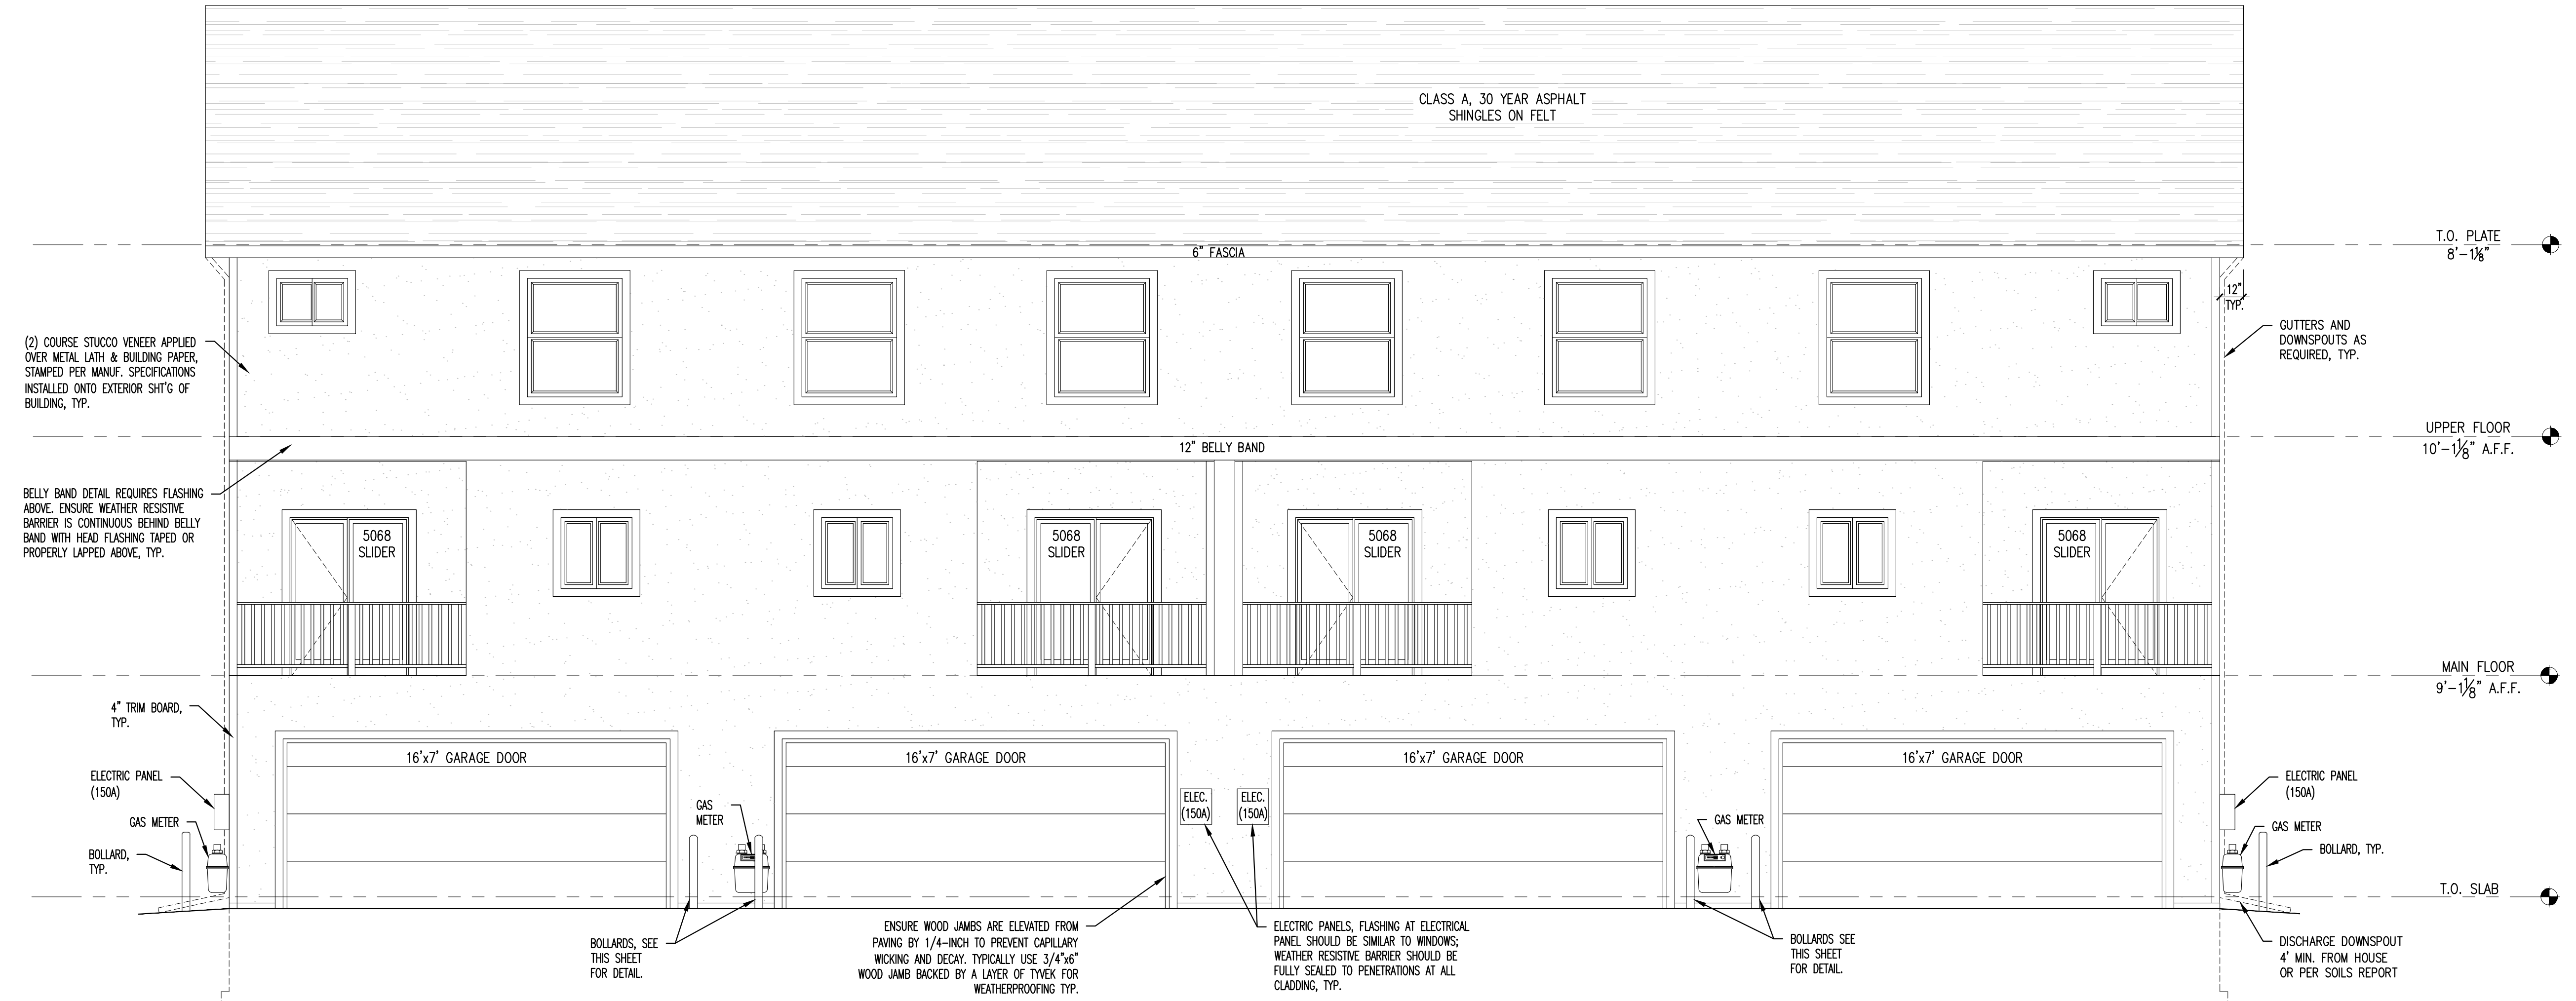 CLASS A, 30 YEAR ASPHALT
SHINGLES ON FELT
T.O. PLATE
8'-1⅛"
6" FASCIA
12"
TYP.
(2) COURSE STUCCO VENEER APPLIED
OVER METAL LATH & BUILDING PAPER,
STAMPED PER MANUF. SPECIFICATIONS
INSTALLED ONTO EXTERIOR SHT'G OF
BUILDING, TYP.
GUTTERS AND
DOWNSPOUTS AS
REQUIRED, TYP.
UPPER FLOOR
10'-1⅛" A.F.F.
12" BELLY BAND
BELLY BAND DETAIL REQUIRES FLASHING
ABOVE. ENSURE WEATHER RESISTIVE
BARRIER IS CONTINUOUS BEHIND BELLY
BAND WITH HEAD FLASHING TAPED OR
PROPERLY LAPPED ABOVE, TYP.
5068
SLIDER
5068
SLIDER
5068
SLIDER
5068
SLIDER
MAIN FLOOR
9'-1⅛" A.F.F.
4" TRIM BOARD,
TYP.
16'x7' GARAGE DOOR
16'x7' GARAGE DOOR
16'x7' GARAGE DOOR
16'x7' GARAGE DOOR
ELECTRIC PANEL
(150A)
GAS METER
BOLLARD,
TYP.
GAS
METER
ELEC.
(150A)
ELEC.
(150A)
GAS METER
ELECTRIC PANEL
(150A)
GAS METER
BOLLARD, TYP.
T.O. SLAB
BOLLARDS, SEE
THIS SHEET
FOR DETAIL.
ENSURE WOOD JAMBS ARE ELEVATED FROM
PAVING BY 1/4-INCH TO PREVENT CAPILLARY
WICKING AND DECAY. TYPICALLY USE 3/4"x6"
WOOD JAMB BACKED BY A LAYER OF TYVEK FOR
WEATHERPROOFING TYP.
ELECTRIC PANELS, FLASHING AT ELECTRICAL
PANEL SHOULD BE SIMILAR TO WINDOWS;
WEATHER RESISTIVE BARRIER SHOULD BE
FULLY SEALED TO PENETRATIONS AT ALL
CLADDING, TYP.
BOLLARDS SEE
THIS SHEET
FOR DETAIL.
DISCHARGE DOWNSPOUT
4' MIN. FROM HOUSE
OR PER SOILS REPORT